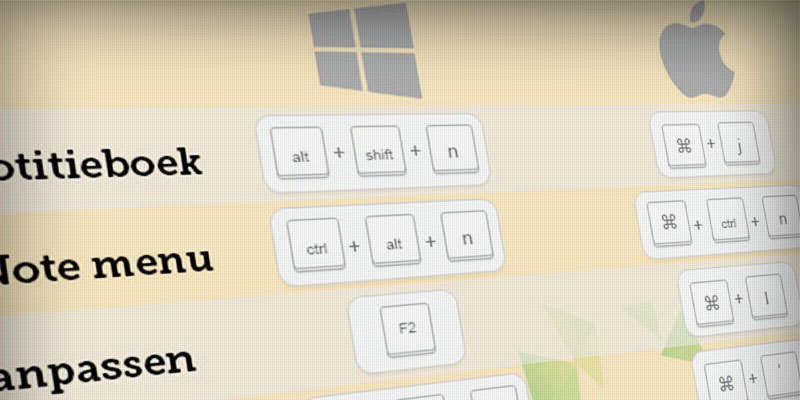 otitieboek alt + shift + n ⌘ + j
Note menu ctrl + alt + n ⌘ + ctrl + n
anpassen F2 ⌘ + l
⌘ + '